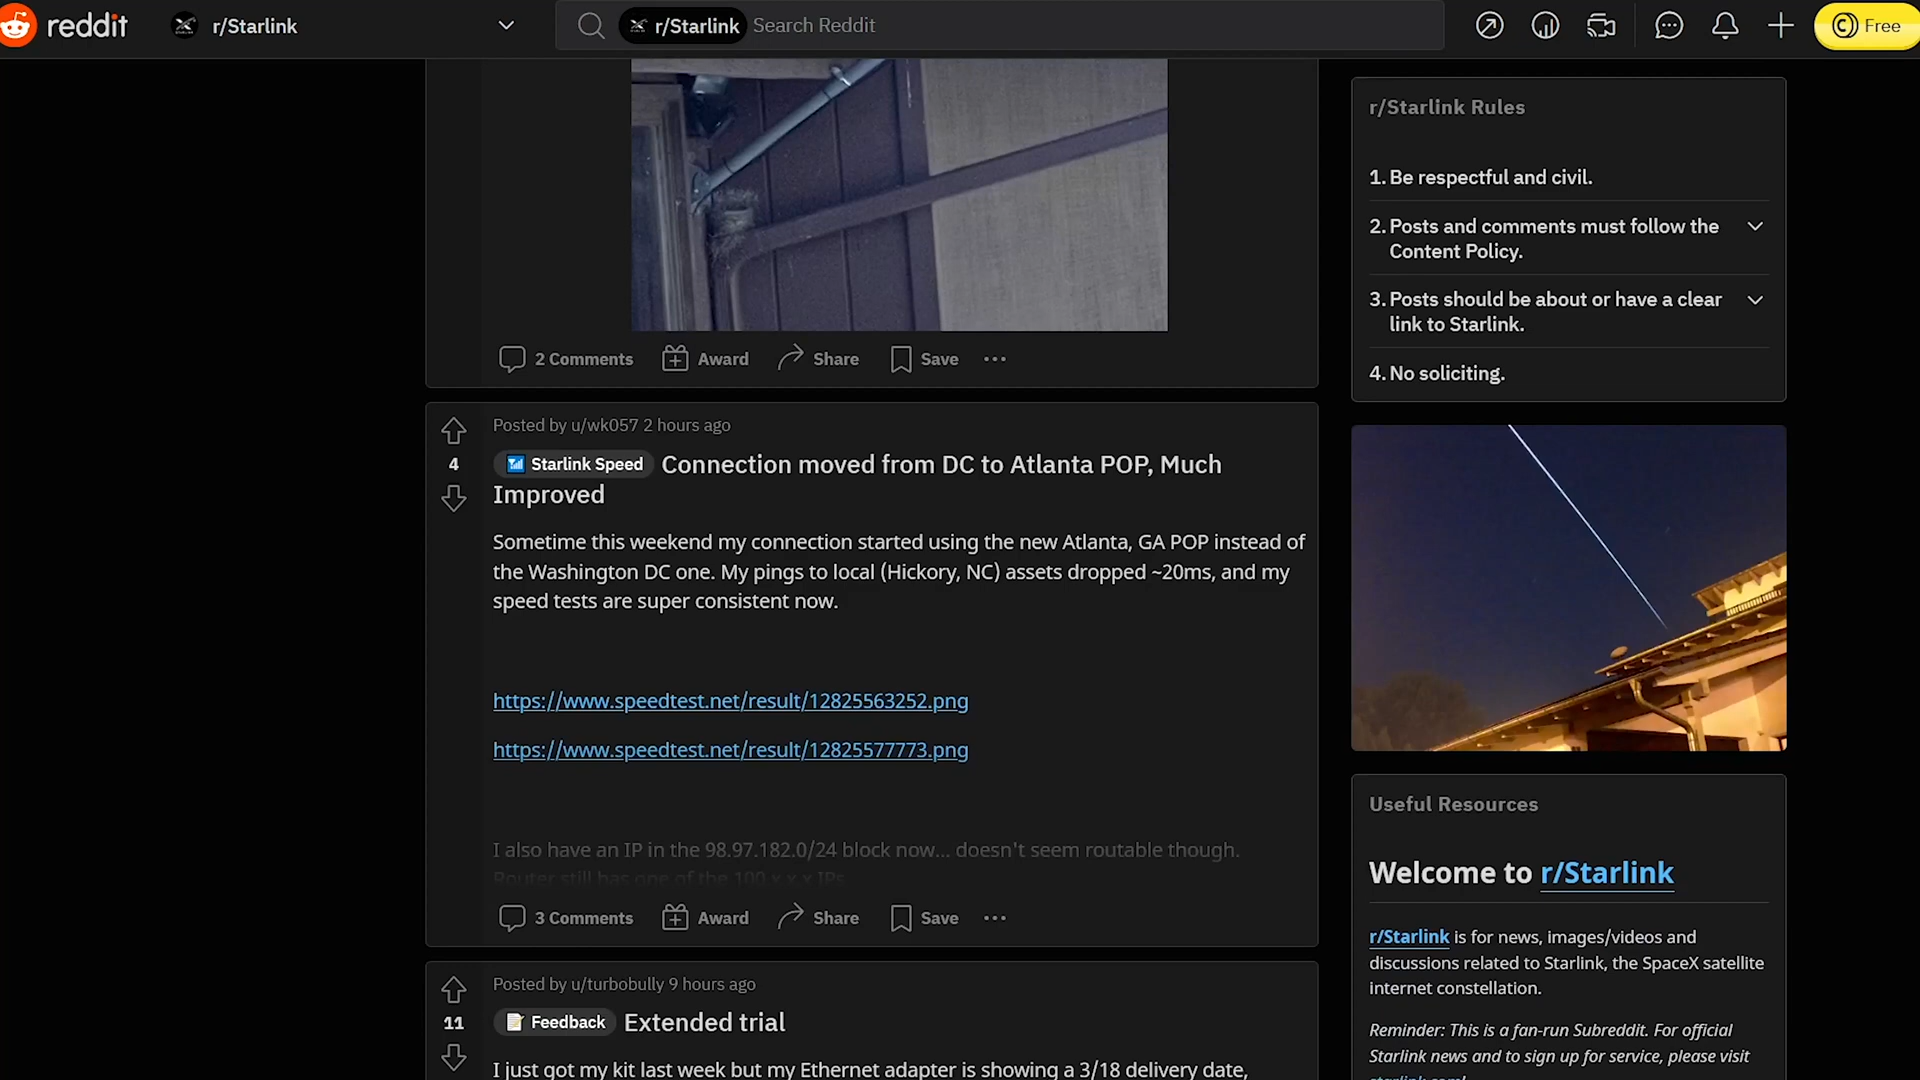 reddit
r/Starlink
r/Starlink Search Reddit
Free
2 Comments Award Share Save
Posted by u/wk057 2 hours ago
4
Starlink Speed Connection moved from DC to Atlanta POP, Much
Improved
Sometime this weekend my connection started using the new Atlanta, GA POP instead of
the Washington DC one. My pings to local (Hickory, NC) assets dropped ~20ms, and my
speed tests are super consistent now.
https://www.speedtest.net/result/12825563252.png
https://www.speedtest.net/result/12825577773.png
I also have an IP in the 98.97.182.0/24 block now... doesn't seem routable though.
Router still has one of the 100.x.x.x IPs
3 Comments Award Share Save
Posted by u/turbobully 9 hours ago
11
Feedback Extended trial
I just got my kit last week but my Ethernet adapter is showing a 3/18 delivery date,
r/Starlink Rules
1. Be respectful and civil.
2. Posts and comments must follow the
Content Policy.
3. Posts should be about or have a clear
link to Starlink.
4. No soliciting.
Useful Resources
Welcome to r/Starlink
r/Starlink is for news, images/videos and
discussions related to Starlink, the SpaceX satellite
internet constellation.
Reminder: This is a fan-run Subreddit. For official
Starlink news and to sign up for service, please visit
starlink.com!